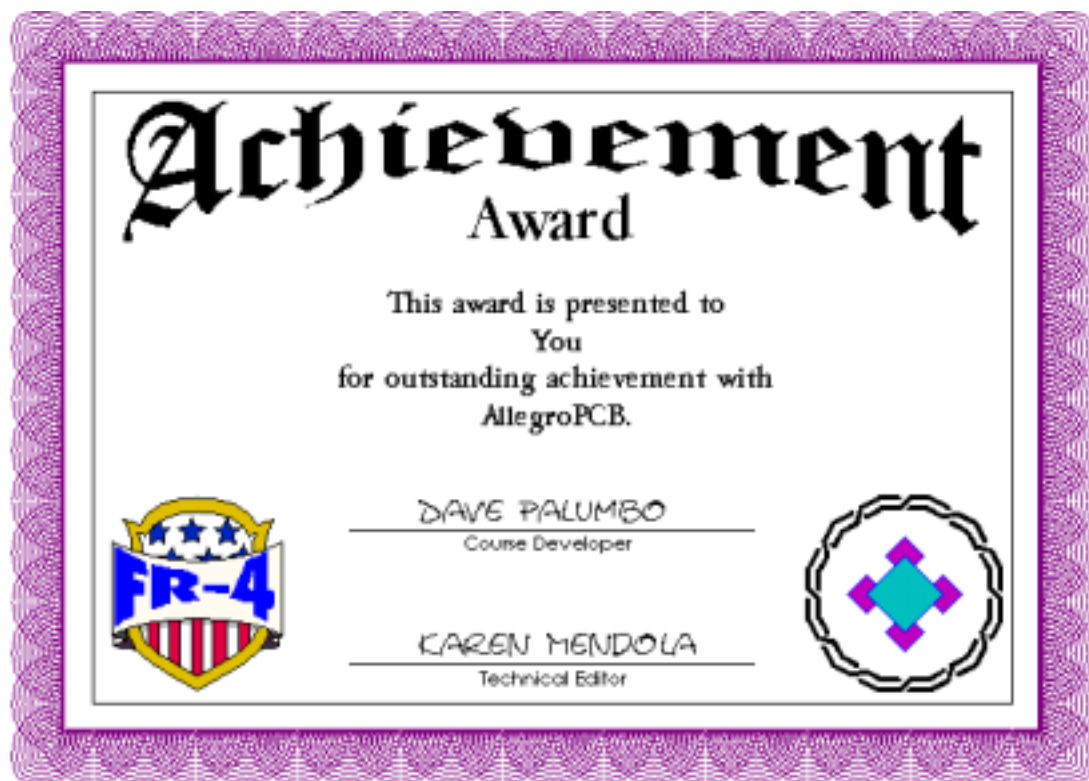 Achievement
Award
This award is presented to
You
for outstanding achievement with
AllegroPCB.
DAVE PALUMBO
Course Developer
FR-4
KAREN MENDOLA
Technical Editor